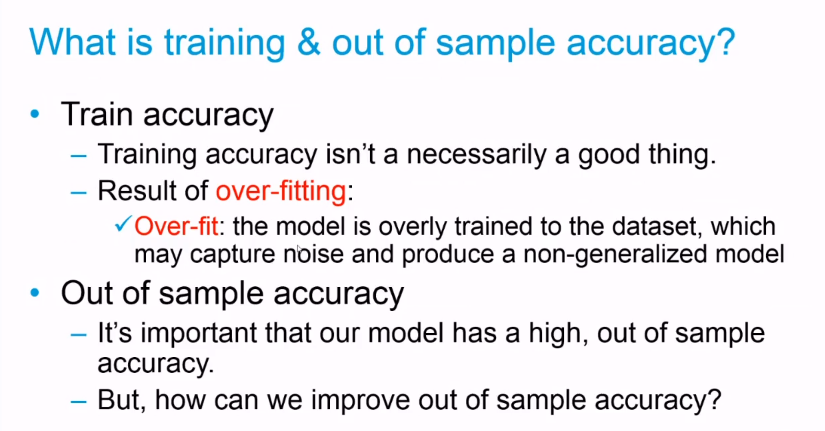 What is training & out of sample accuracy?
• Train accuracy
– Training accuracy isn't a necessarily a good thing.
– Result of over-fitting:
✓Over-fit: the model is overly trained to the dataset, which
may capture noise and produce a non-generalized model
• Out of sample accuracy
– It's important that our model has a high, out of sample
accuracy.
– But, how can we improve out of sample accuracy?